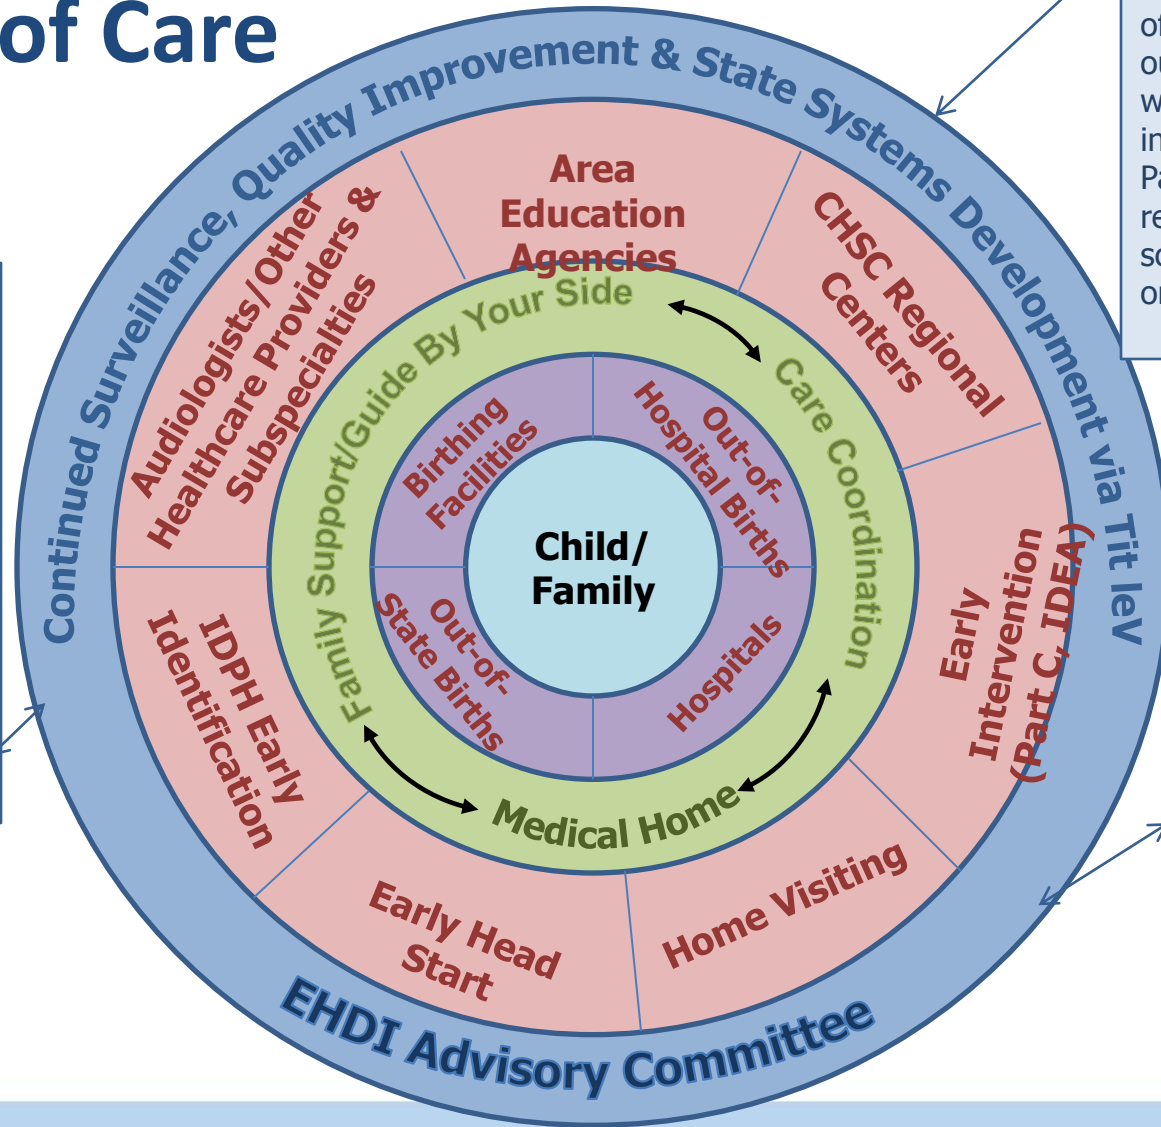 of Care
Continued Surveillance, Quality Improvement & State Systems Development via Tit leV
Area
Education
Agencies
CHSC Regional
Centers
Early
Intervention
(Part C, IDEA)
Home Visiting
Early Head
Start
IDPH Early
Identification
Audiologists/Other
Healthcare Providers &
Subspecialties
Family Support/Guide By Your Side
Care Coordination
Medical Home
Birthing
Facilities
Out-of-
Hospital Births
Hospitals
Out-of-
State Births
Child/
Family
EHDI Advisory Committee